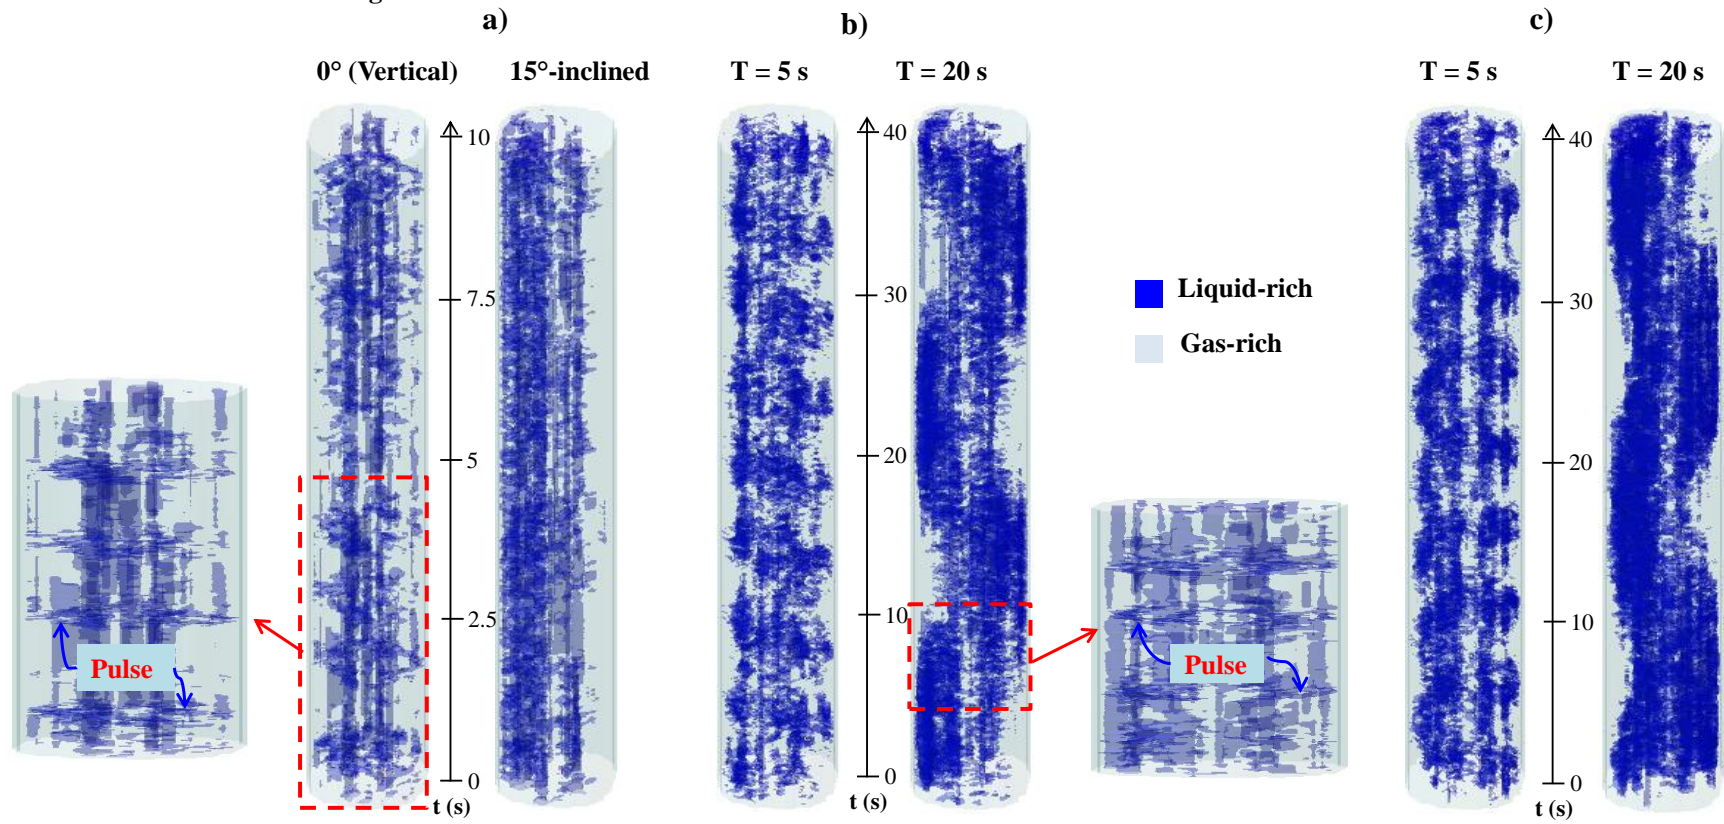 g
a)
b)
c)
0° (Vertical)
15°-inclined
T = 5 s
T = 20 s
T = 5 s
T = 20 s
10
7.5
5
2.5
0
t (s)
40
30
20
10
0
t (s)
Liquid-rich
Gas-rich
40
30
20
10
0
t (s)
Pulse
Pulse